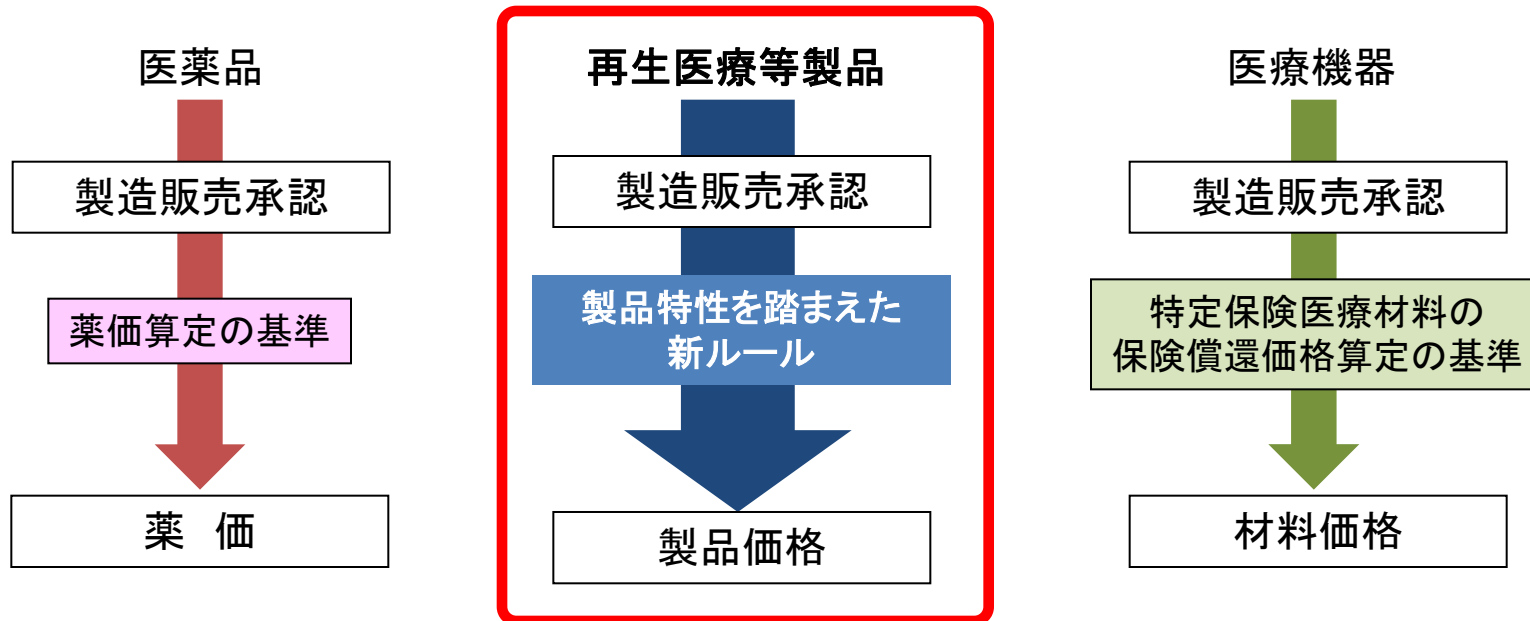 医薬品
製造販売承認
薬価算定の基準
薬 価
再生医療等製品
製造販売承認
製品特性を踏まえた
新ルール
製品価格
医療機器
製造販売承認
特定保険医療材料の
保険償還価格算定の基準
材料価格